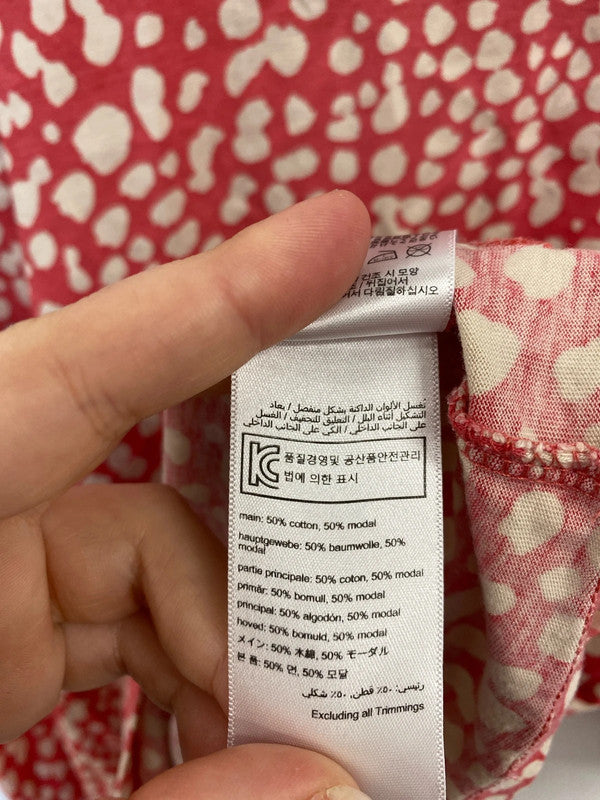 건조 시 모양
/ 뒤집어서
서 다림질하십시오
تغسل الألوان الداكنة بشكل منفصل / يعاد
التشكيل أثناء البلل / التعليق للتجفيف / الغسل
على الجانب الداخلي / الكي على الجانب الداخلي
품질경영및 공산품안전관리
법에 의한 표시
main: 50% cotton, 50% modal
hauptgewebe: 50% baumwolle, 50%
modal
partie principale: 50% coton, 50% modal
primär: 50% bomull, 50% modal
principal: 50% algodón, 50% modal
hoved: 50% bomuld, 50% modal
メイン: 50% 木綿, 50% モーダル
본 품: 50% 면, 50% 모달
رئيسي: ٥٠٪ قطن, ٥٠٪ شكلي
Excluding all Trimmings